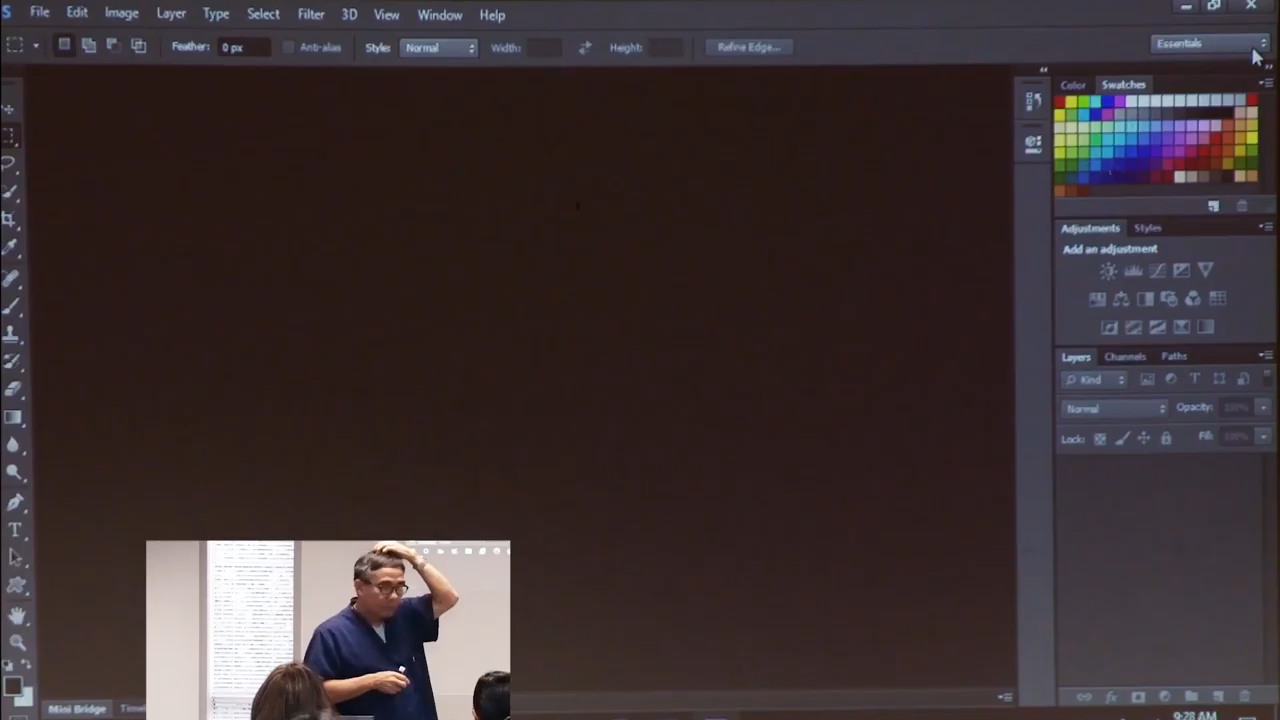 File Edit Image Layer Type Select Filter 3D View Window Help
Feather: 0 px Anti-alias Style: Normal Width: Height: Refine Edge... Essentials
Color Swatches
Adjustments Styles
Add an adjustment
Layers Channels Paths
Kind
Normal Opacity: 100%
Lock: Fill: 100%
Mini Bridge
9:28 AM